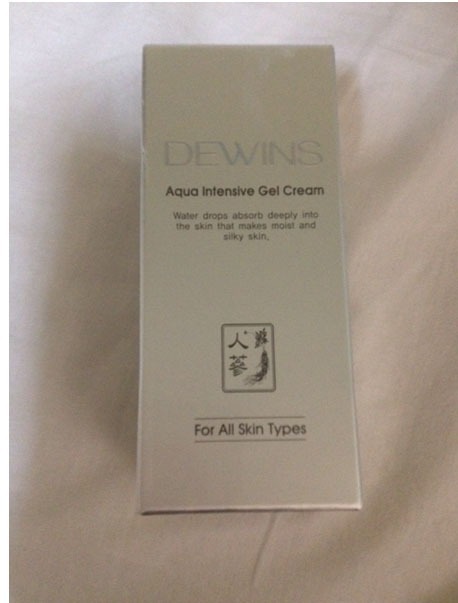 DEWINS
Aqua Intensive Gel Cream
Water drops absorb deeply into
the skin that makes moist and
silky skin.
人
蔘
For All Skin Types